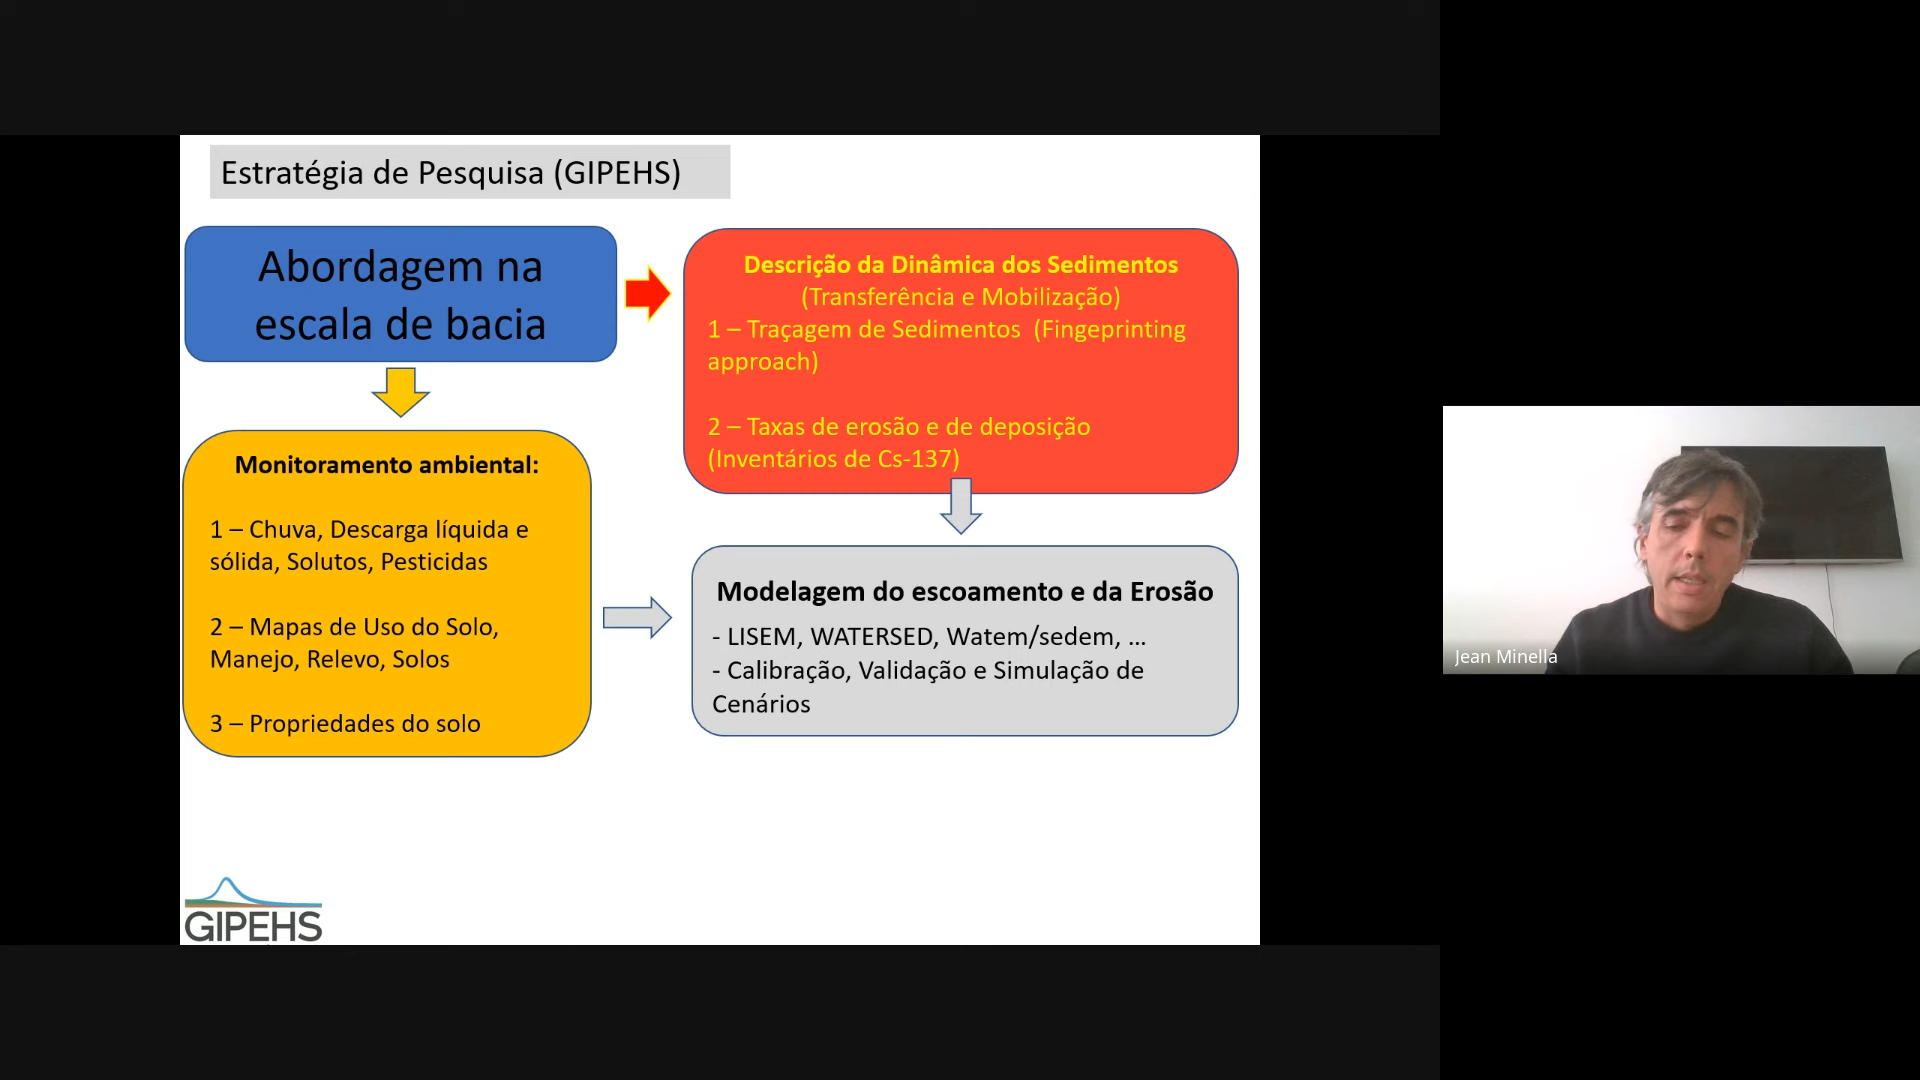 Estratégia de Pesquisa (GIPEHS)
Abordagem na
escala de bacia
Descrição da Dinâmica dos Sedimentos
(Transferência e Mobilização)
1 – Traçagem de Sedimentos (Fingeprinting
approach)
2 – Taxas de erosão e de deposição
(Inventários de Cs-137)
Monitoramento ambiental:
1 – Chuva, Descarga líquida e
sólida, Solutos, Pesticidas
2 – Mapas de Uso do Solo,
Manejo, Relevo, Solos
3 – Propriedades do solo
Modelagem do escoamento e da Erosão
- LISEM, WATERSED, Watem/sedem, ...
- Calibração, Validação e Simulação de
Cenários
GIPEHS
Jean Minella